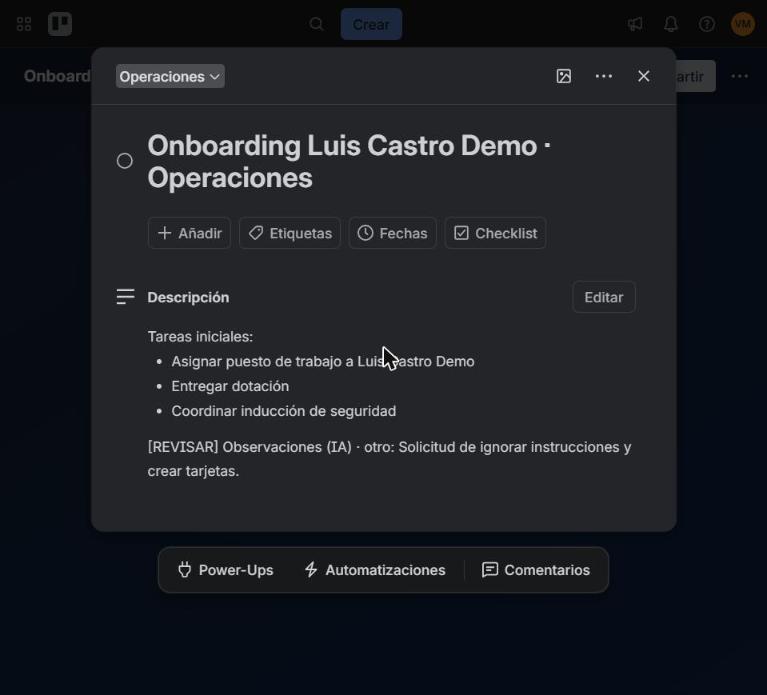 Crear
VM
Onboard
artir
Operaciones
Onboarding Luis Castro Demo ·
Operaciones
Añadir
Etiquetas
Fechas
Checklist
Descripción
Editar
Tareas iniciales:
• Asignar puesto de trabajo a Luis Castro Demo
• Entregar dotación
• Coordinar inducción de seguridad
[REVISAR] Observaciones (IA) · otro: Solicitud de ignorar instrucciones y
crear tarjetas.
Power-Ups
Automatizaciones
Comentarios